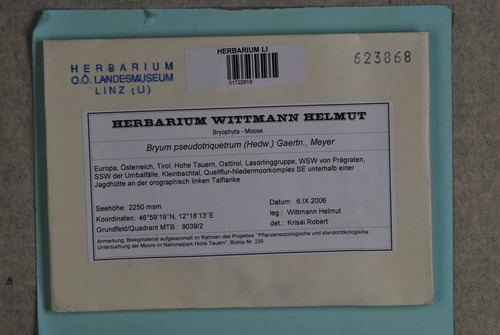 HERBARIUM
O.Ö. LANDESMUSEUM
LINZ (LI)
HERBARIUM LI
01722819
623868
HERBARIUM WITTMANN HELMUT
Bryophyta - Moose
Bryum pseudotriquetrum (Hedw.) Gaertn., Meyer
Europa, Österreich, Tirol, Hohe Tauern, Osttirol, Lasörlinggruppe, WSW von Prägraten,
SSW der Umbalfälle, Kleinbachtal, Quellflur-Niedermoorkomplex SE unterhalb einer
Jagdhütte an der orographisch linken Talflanke
Seehöhe: 2250 msm
Datum: 6.IX.2006
Koordinaten: 46°59'19"N, 12°18'13"E
leg.: Wittmann Helmut
Grundfeld/Quadrant MTB.: 9039/2
det.: Krisai Robert
Anmerkung: Belegmaterial aufgesammelt im Rahmen des Projektes: "Pflanzensoziologische und standortökologische
Untersuchung der Moore im Nationalpark Hohe Tauern", Biotop Nr. 235